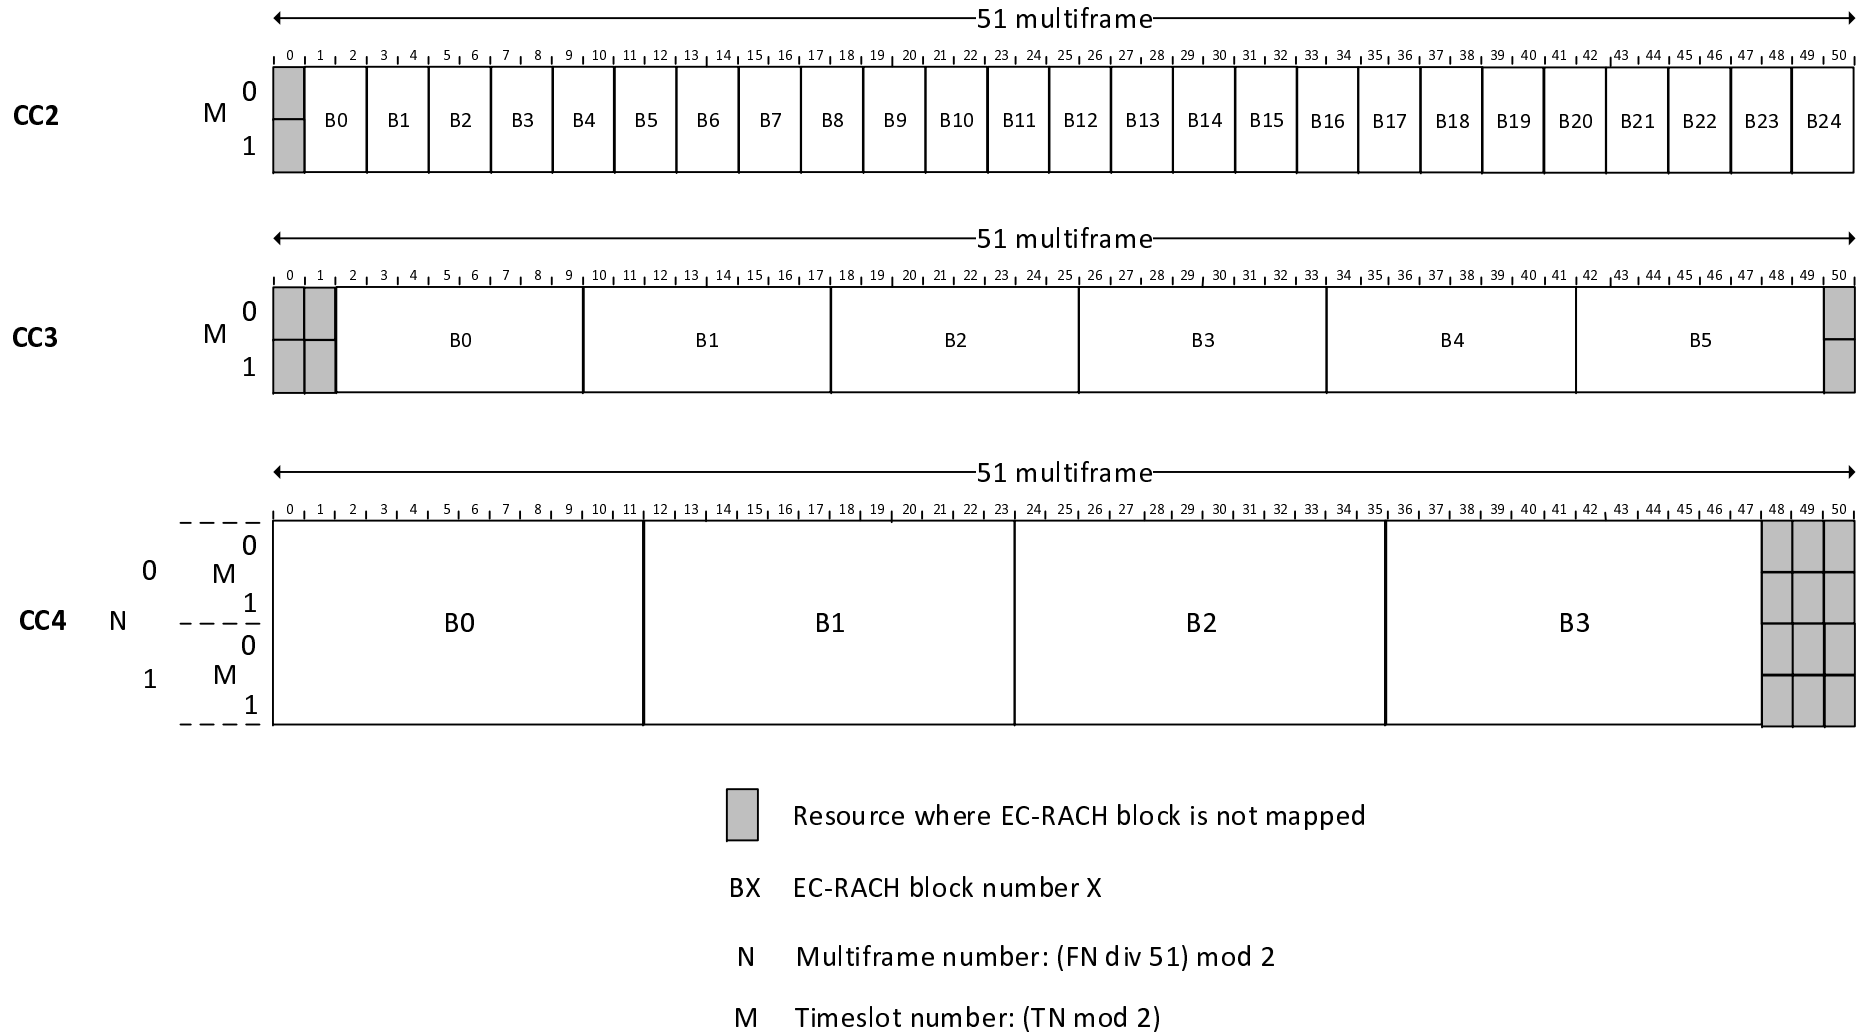 51 multiframe
0 1 2 3 4 5 6 7 8 9 10 11 12 13 14 15 16 17 18 19 20 21 22 23 24 25 26 27 28 29 30 31 32 33 34 35 36 37 38 39 40 41 42 43 44 45 46 47 48 49 50
0
CC2 M B0 B1 B2 B3 B4 B5 B6 B7 B8 B9 B10 B11 B12 B13 B14 B15 B16 B17 B18 B19 B20 B21 B22 B23 B24
1
51 multiframe
0 1 2 3 4 5 6 7 8 9 10 11 12 13 14 15 16 17 18 19 20 21 22 23 24 25 26 27 28 29 30 31 32 33 34 35 36 37 38 39 40 41 42 43 44 45 46 47 48 49 50
0
CC3 M B0 B1 B2 B3 B4 B5
1
51 multiframe
0 1 2 3 4 5 6 7 8 9 10 11 12 13 14 15 16 17 18 19 20 21 22 23 24 25 26 27 28 29 30 31 32 33 34 35 36 37 38 39 40 41 42 43 44 45 46 47 48 49 50
0
0 M
1
CC4 N B0 B1 B2 B3
0
1 M
1
Resource where EC-RACH block is not mapped
BX EC-RACH block number X
N Multiframe number: (FN div 51) mod 2
M Timeslot number: (TN mod 2)